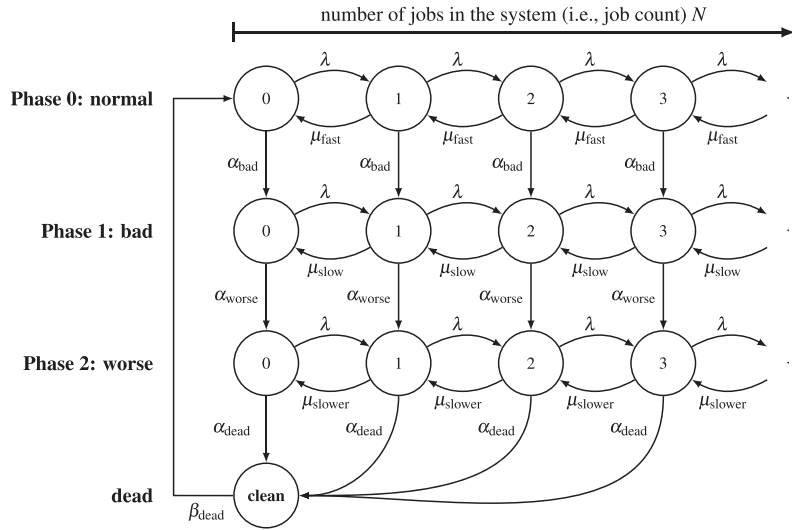 number of jobs in the system (i.e., job count) N
λ λ λ λ
Phase 0: normal 0 1 2 3
μfast μfast μfast μfast
αbad αbad αbad αbad
λ λ λ λ
Phase 1: bad 0 1 2 3
μslow μslow μslow μslow
αworse αworse αworse αworse
λ λ λ λ
Phase 2: worse 0 1 2 3
μslower μslower μslower μslower
αdead αdead αdead αdead
dead clean
βdead